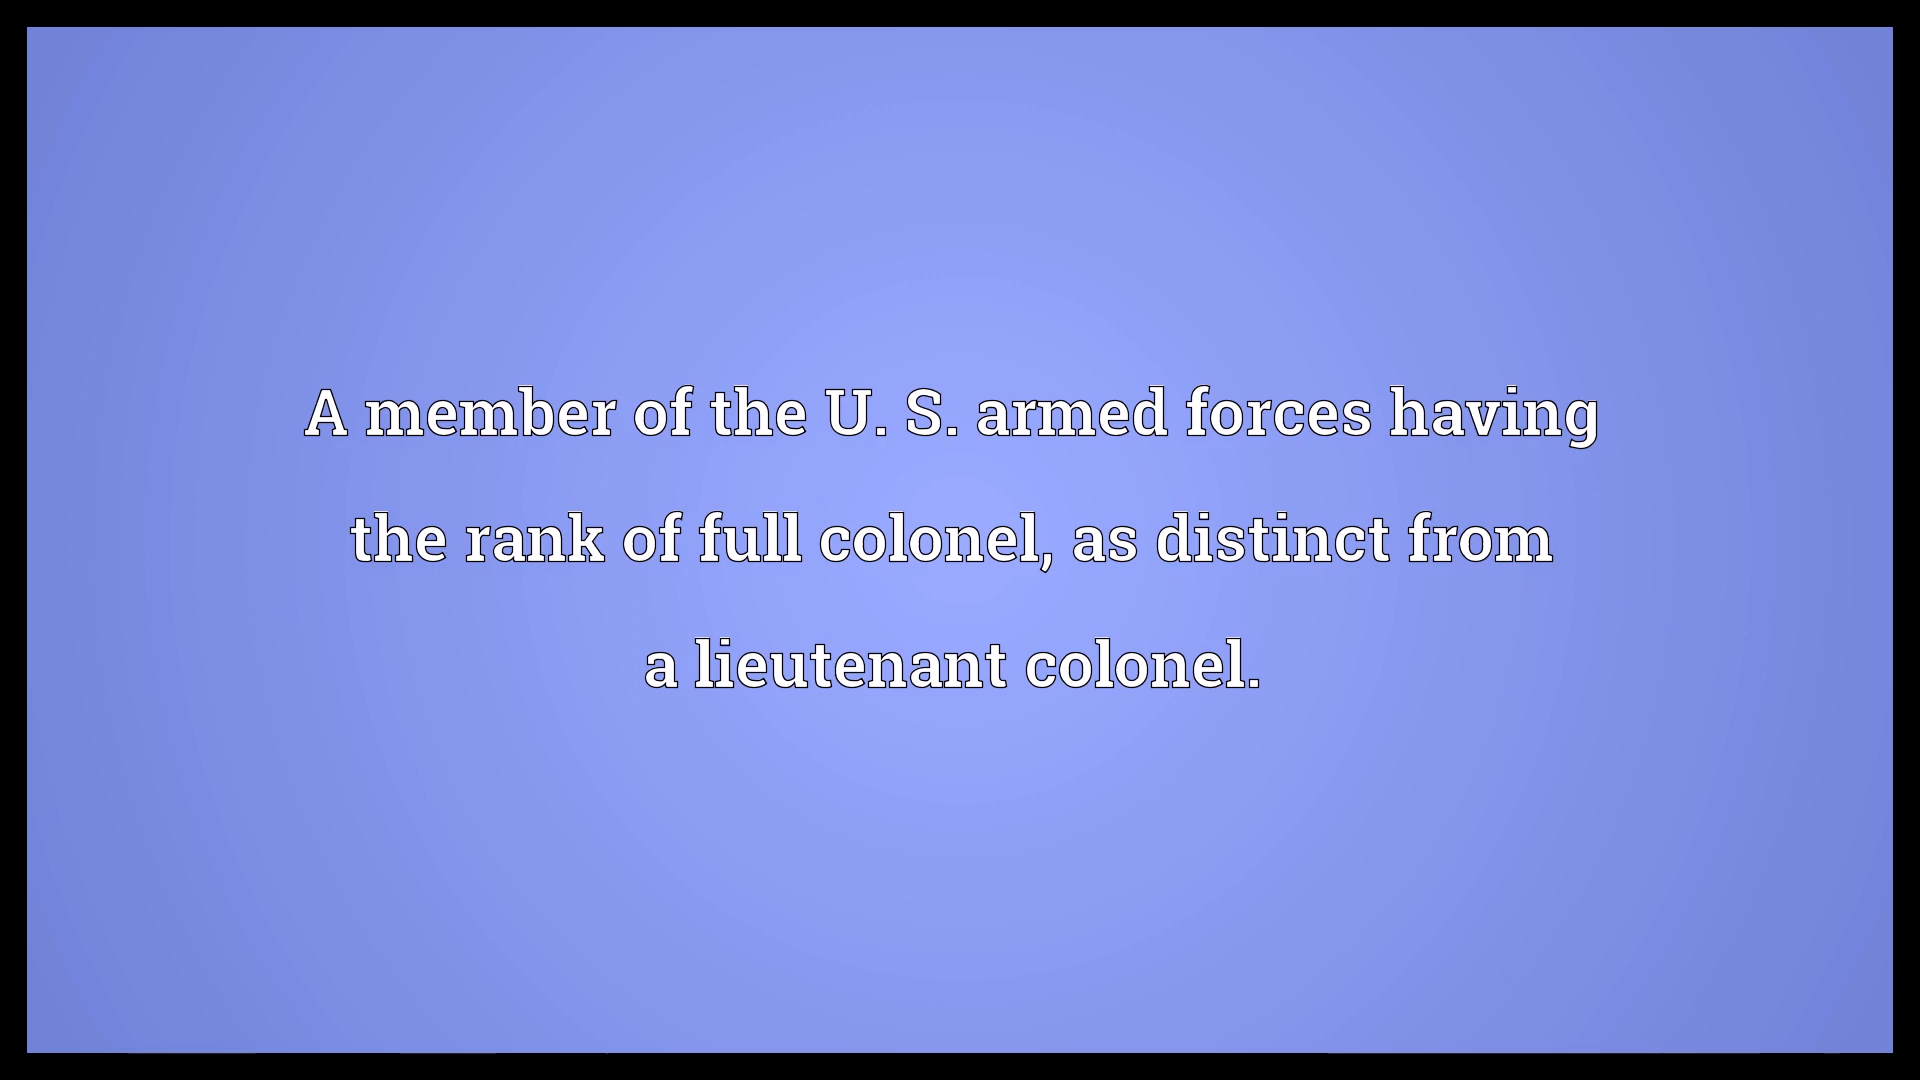 A member of the U. S. armed forces having
the rank of full colonel, as distinct from
a lieutenant colonel.